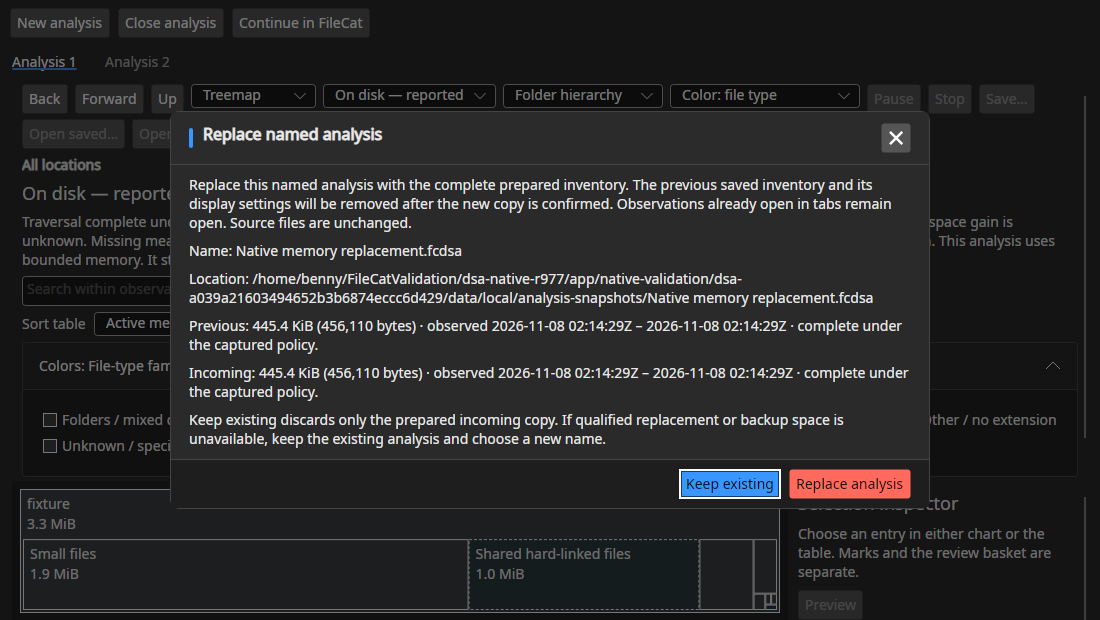 New analysis
Close analysis
Continue in FileCat
Analysis 1
Analysis 2
Back
Forward
Up
Treemap
On disk — reported
Folder hierarchy
Color: file type
Pause
Stop
Save...
Open saved...
Replace named analysis
Replace this named analysis with the complete prepared inventory. The previous saved inventory and its
display settings will be removed after the new copy is confirmed. Observations already open in tabs remain
open. Source files are unchanged.
Name: Native memory replacement.fcdsa
Location: /home/benny/FileCatValidation/dsa-native-r977/app/native-validation/dsa-
a039a21603494652b3b6874eccc6d429/data/local/analysis-snapshots/Native memory replacement.fcdsa
Previous: 445.4 KiB (456,110 bytes) · observed 2026-11-08 02:14:29Z – 2026-11-08 02:14:29Z · complete under
the captured policy.
Incoming: 445.4 KiB (456,110 bytes) · observed 2026-11-08 02:14:29Z – 2026-11-08 02:14:29Z · complete under
the captured policy.
Keep existing discards only the prepared incoming copy. If qualified replacement or backup space is
unavailable, keep the existing analysis and choose a new name.
Keep existing
Replace analysis
All locations
On disk — reporte
Traversal complete un
space gain is
unknown. Missing mea
This analysis uses
bounded memory. It s
Search within observa
Sort table
Active me
Colors: File-type fam
Folders / mixed
ther / no extension
Unknown / speci
fixture
3.3 MiB
Small files
1.9 MiB
Shared hard-linked files
1.0 MiB
Selection inspector
Choose an entry in either chart or the
table. Marks and the review basket are
separate.
Preview